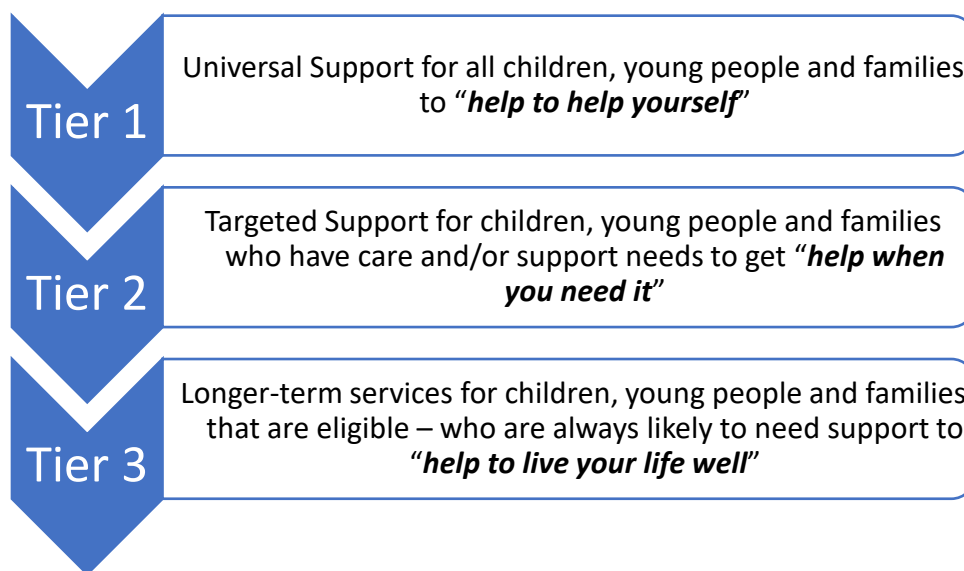 Tier 1
Universal Support for all children, young people and families
to “help to help yourself”
Tier 2
Targeted Support for children, young people and families
who have care and/or support needs to get “help when
you need it”
Tier 3
Longer-term services for children, young people and families
that are eligible – who are always likely to need support to
“help to live your life well”